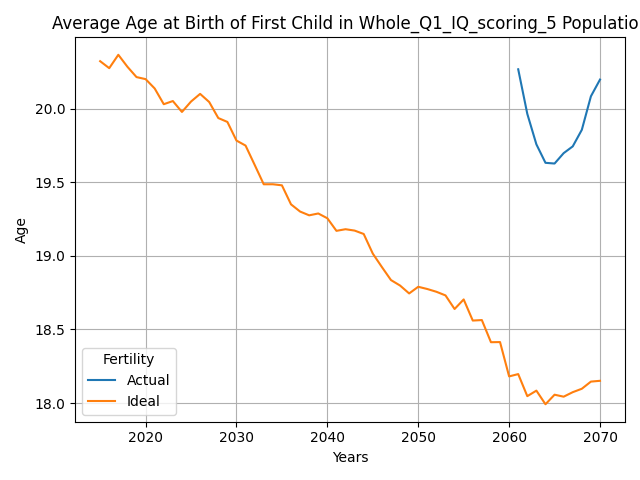 Average Age at Birth of First Child in Whole_Q1_IQ_scoring_5 Populatio
20.0
19.5
19.0
18.5
18.0
Age
Fertility
Actual
Ideal
2020 2030 2040 2050 2060 2070
Years